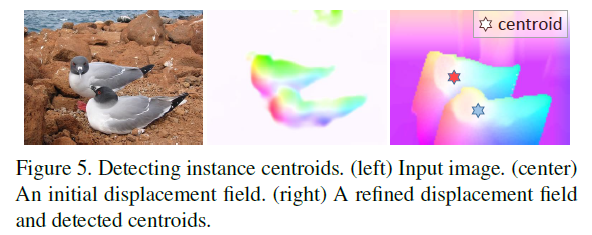 centroid
Figure 5. Detecting instance centroids. (left) Input image. (center)
An initial displacement field. (right) A refined displacement field
and detected centroids.